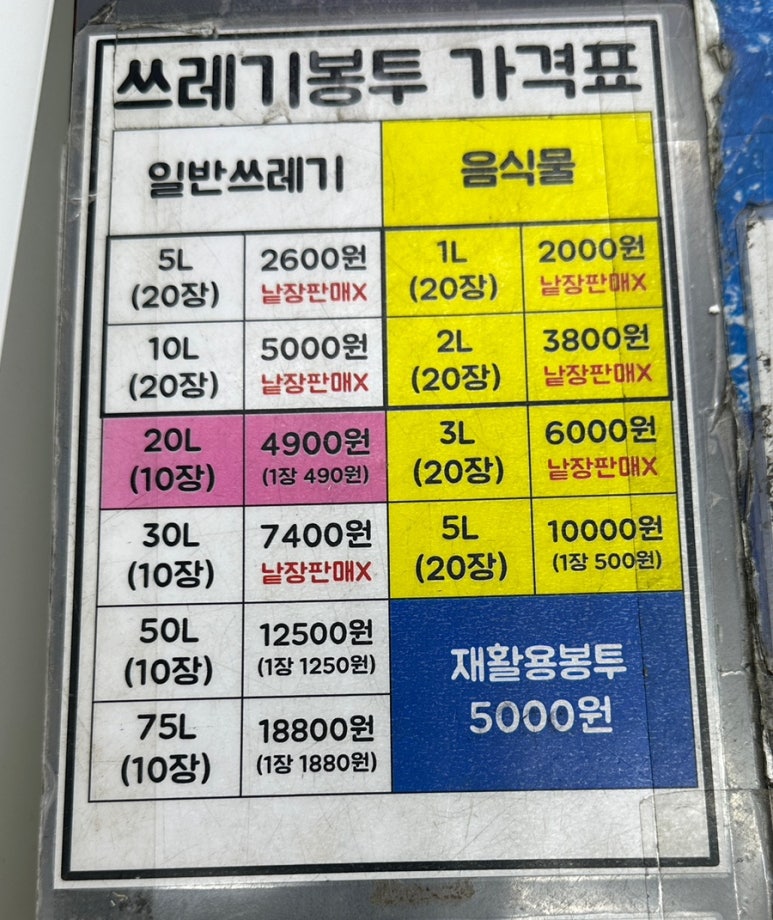 쓰레기봉투 가격표
일반쓰레기
음식물
5L
(20장)
2600원
낱장판매X
1L
(20장)
2000원
낱장판매X
10L
(20장)
5000원
낱장판매X
2L
(20장)
3800원
낱장판매X
20L
(10장)
4900원
(1장 490원)
3L
(20장)
6000원
낱장판매X
30L
(10장)
7400원
낱장판매X
5L
(20장)
10000원
(1장 500원)
50L
(10장)
12500원
(1장 1250원)
재활용봉투
5000원
75L
(10장)
18800원
(1장 1880원)